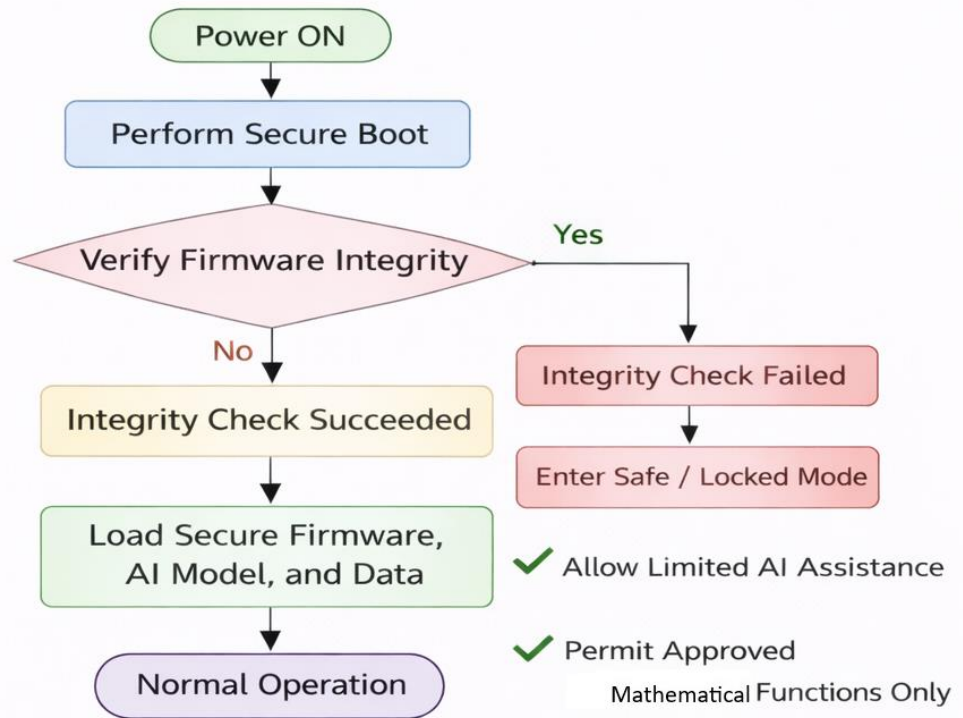 Power ON
Perform Secure Boot
Verify Firmware Integrity
Yes
No
Integrity Check Failed
Integrity Check Succeeded
Enter Safe / Locked Mode
Load Secure Firmware,
AI Model, and Data
Allow Limited AI Assistance
Permit Approved
Mathematical Functions Only
Normal Operation